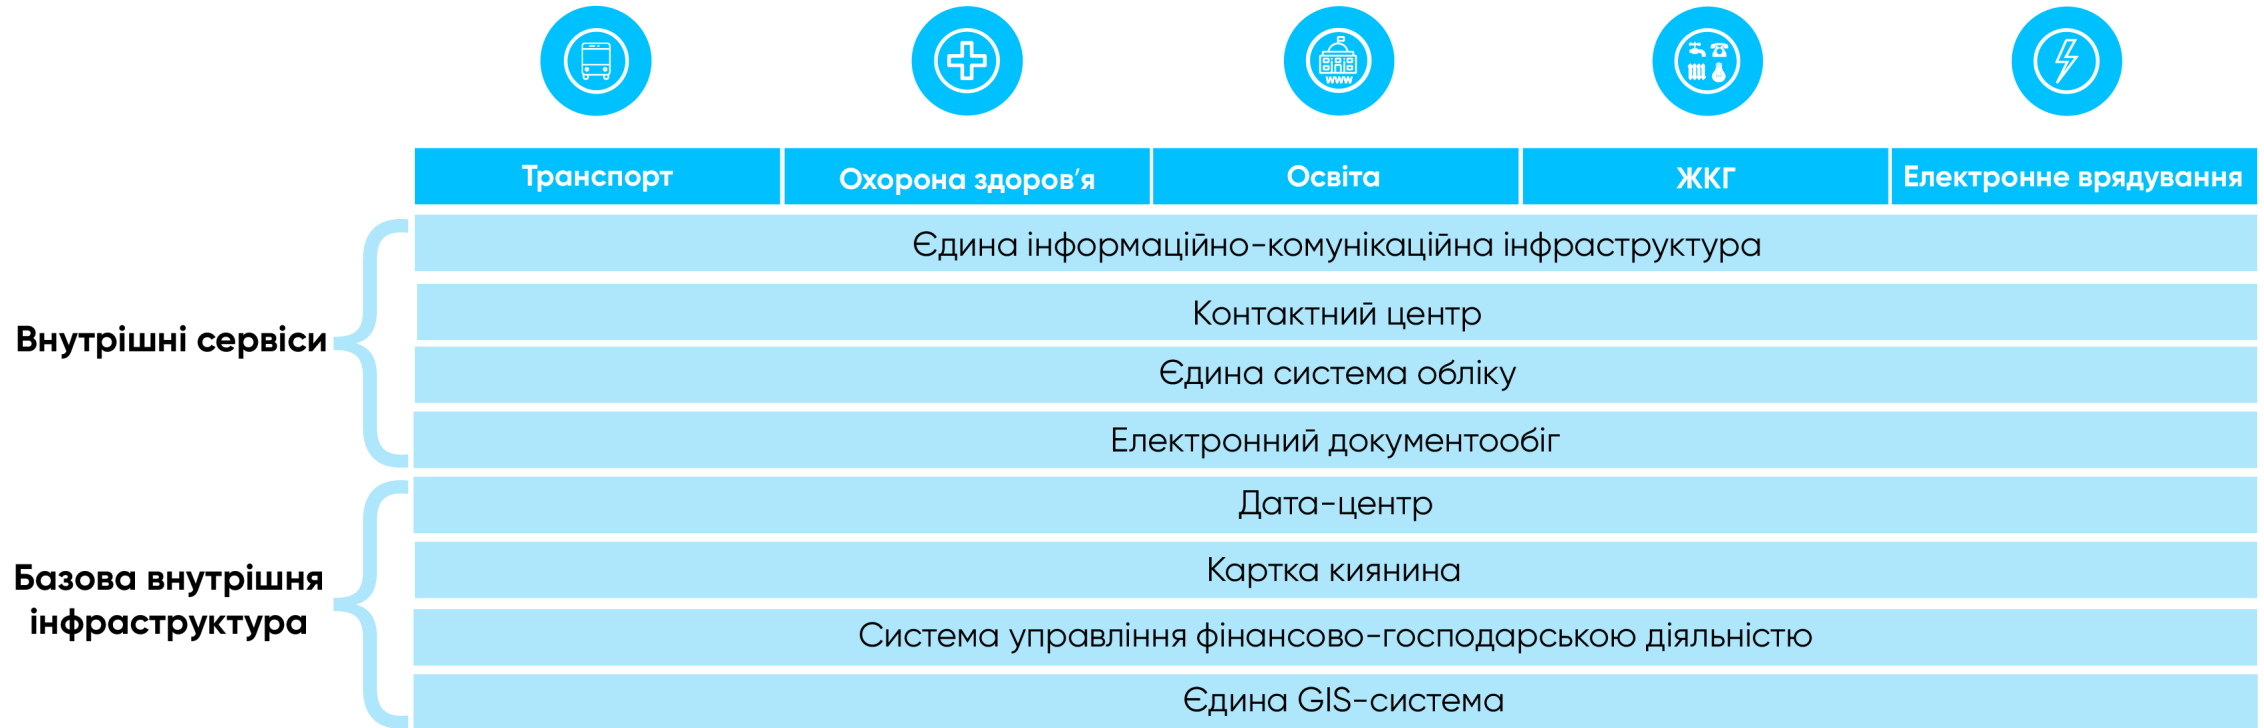 www
Транспорт
Охорона здоров’я
Освіта
ЖКГ
Електронне врядування
Єдина інформаційно-комунікаційна інфраструктура
Контактний центр
Внутрішні сервіси
Єдина система обліку
Електронний документообіг
Дата-центр
Картка киянина
Базова внутрішня
інфраструктура
Система управління фінансово-господарською діяльністю
Єдина GIS-система